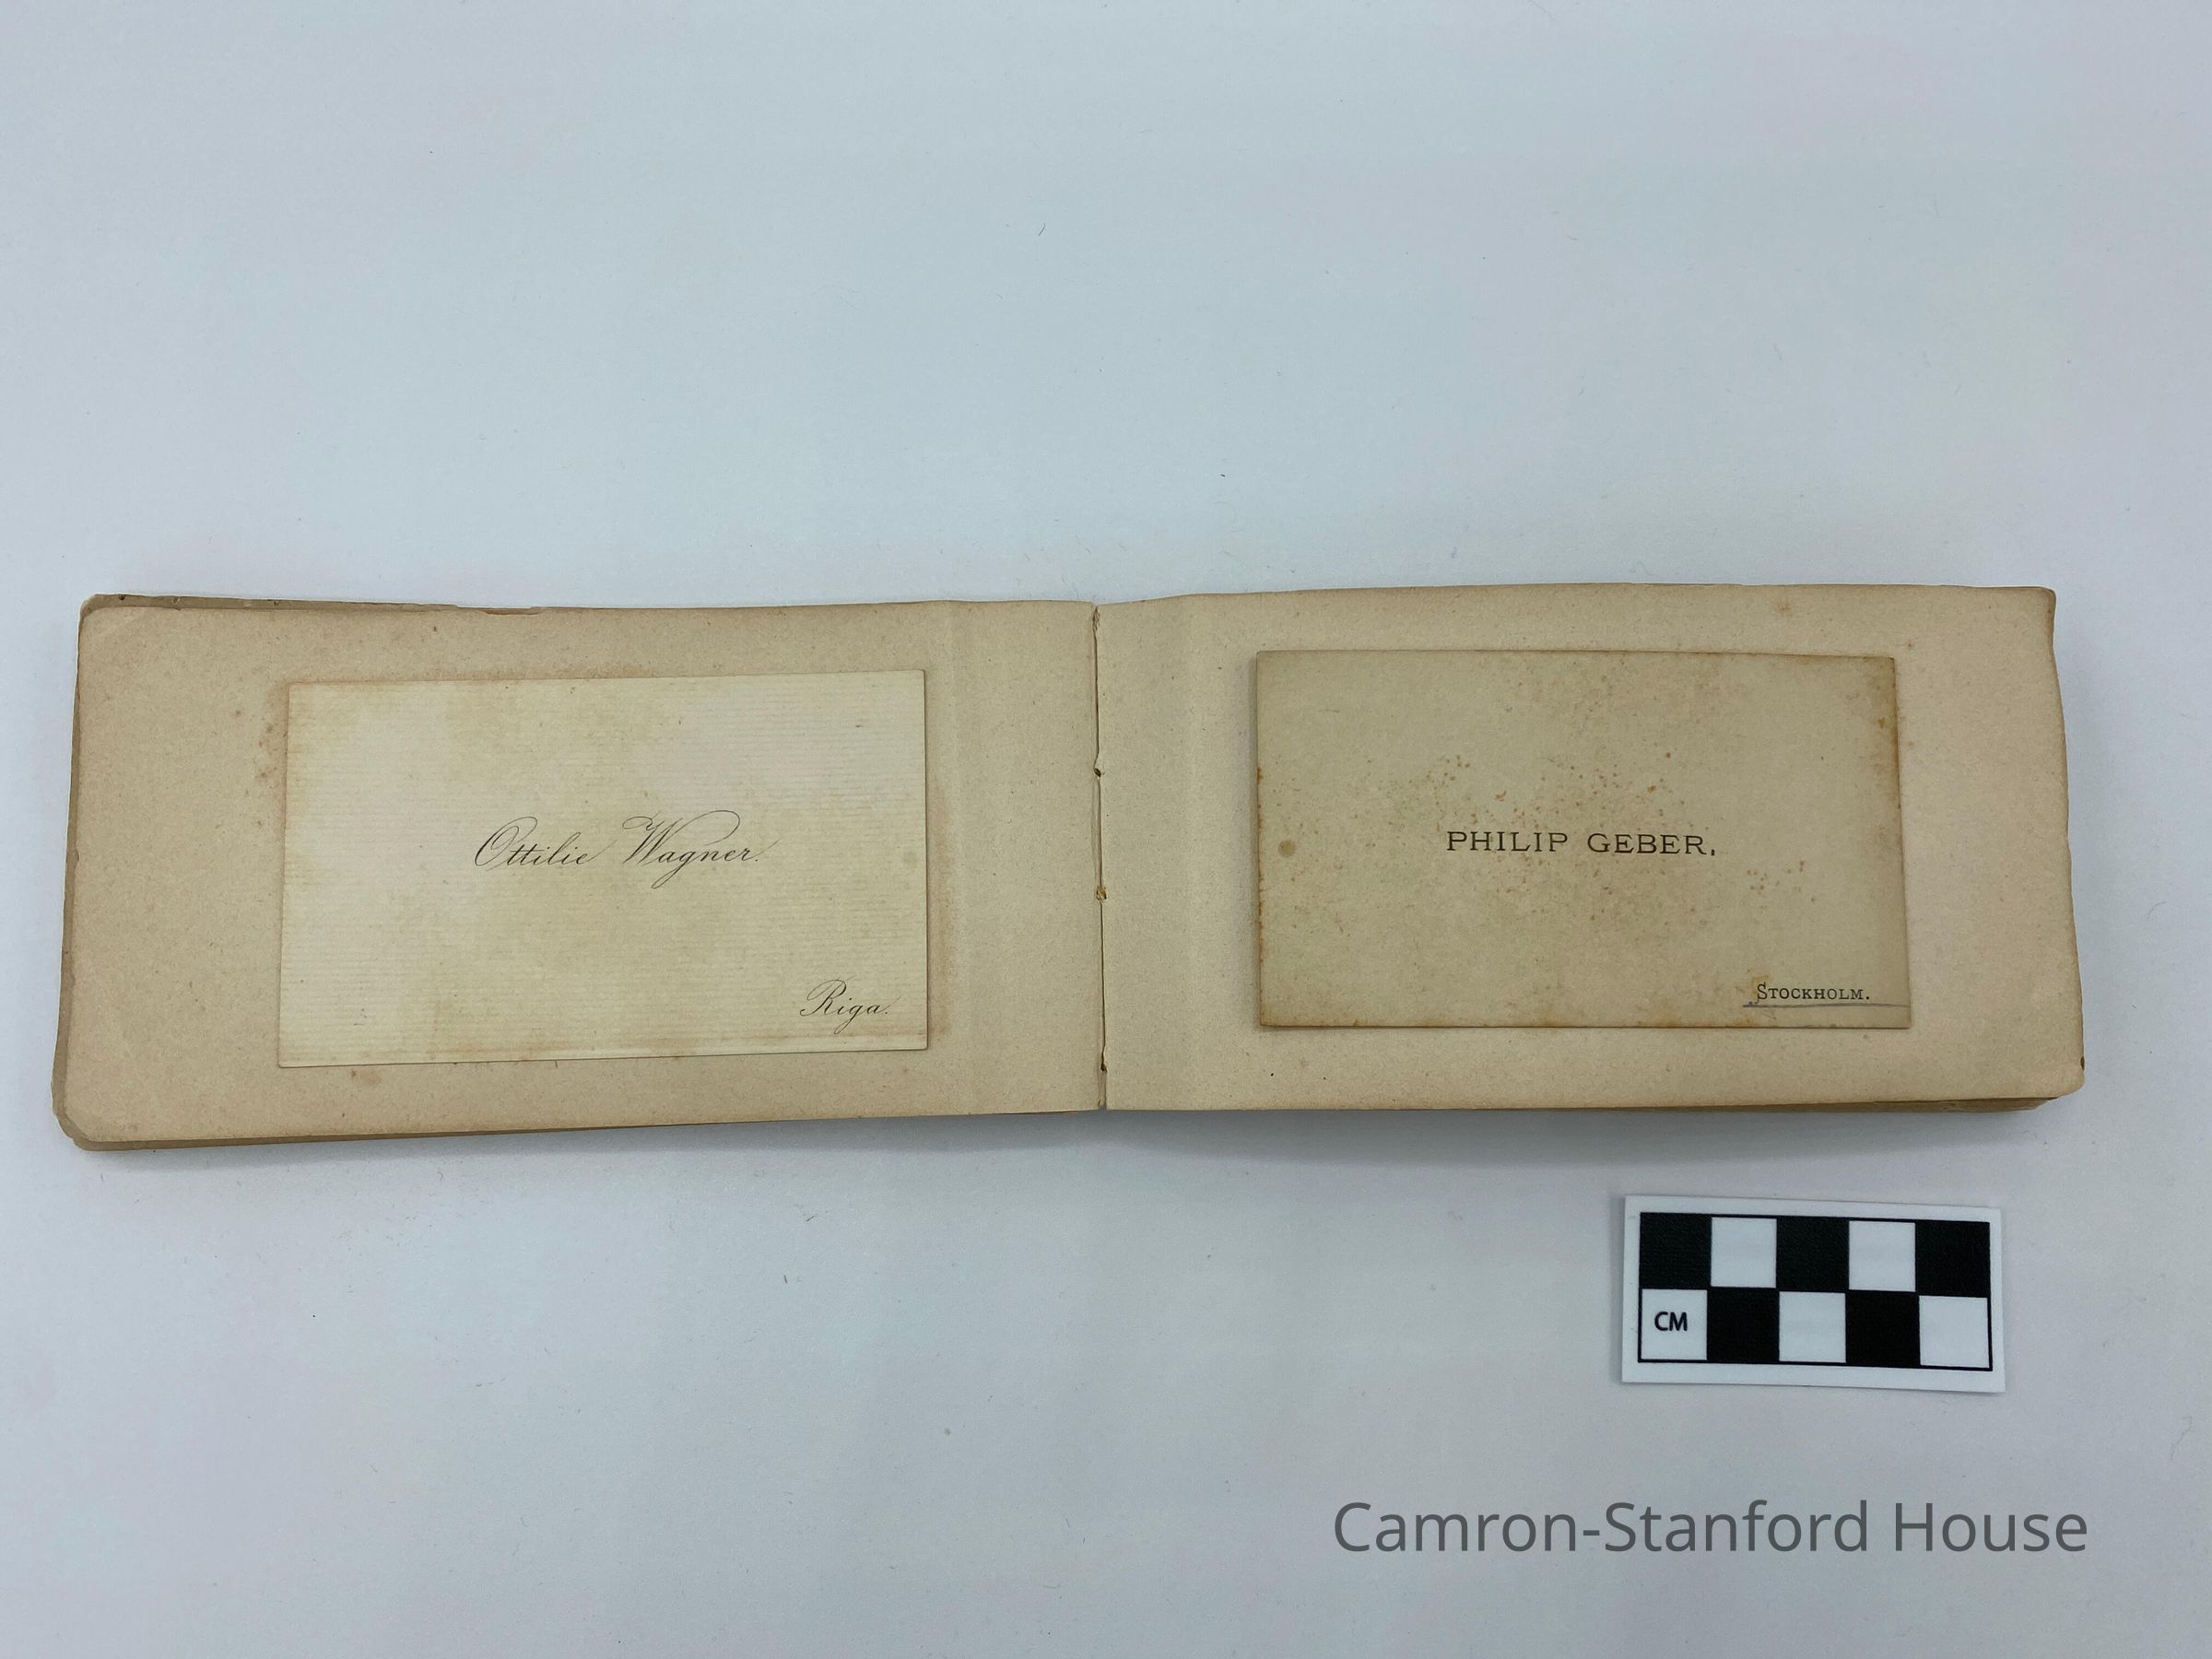 Ottilie Wagner.
Riga.
PHILIP GEBER.
STOCKHOLM.
CM
Camron-Stanford House